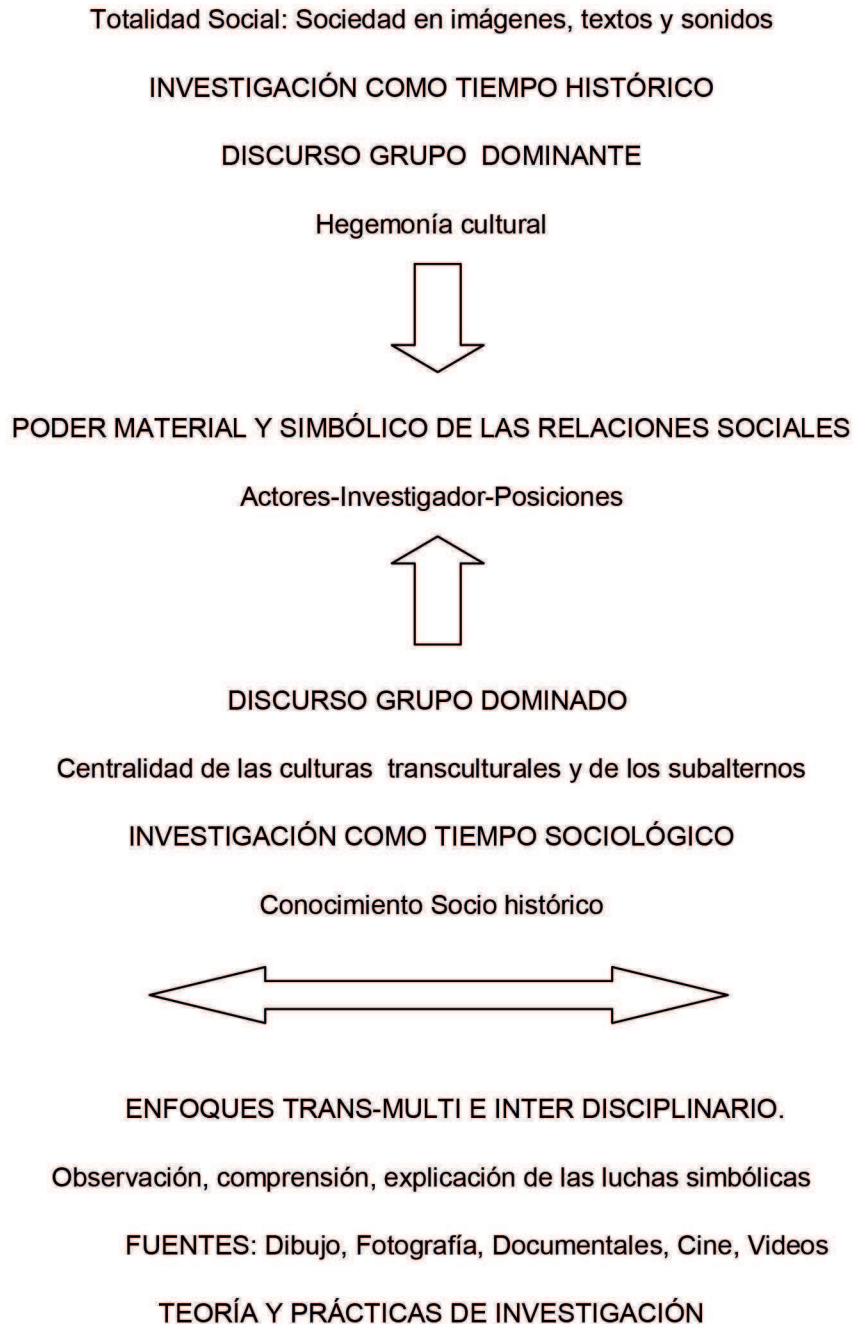 Totalidad Social: Sociedad en imágenes, textos y sonidos
INVESTIGACIÓN COMO TIEMPO HISTÓRICO
DISCURSO GRUPO DOMINANTE
Hegemonía cultural
PODER MATERIAL Y SIMBÓLICO DE LAS RELACIONES SOCIALES
Actores-Investigador-Posiciones
DISCURSO GRUPO DOMINADO
Centralidad de las culturas transculturales y de los subalternos
INVESTIGACIÓN COMO TIEMPO SOCIOLÓGICO
Conocimiento Socio histórico
ENFOQUES TRANS-MULTI E INTER DISCIPLINARIO.
Observación, comprensión, explicación de las luchas simbólicas
FUENTES: Dibujo, Fotografía, Documentales, Cine, Videos
TEORÍA Y PRÁCTICAS DE INVESTIGACIÓN